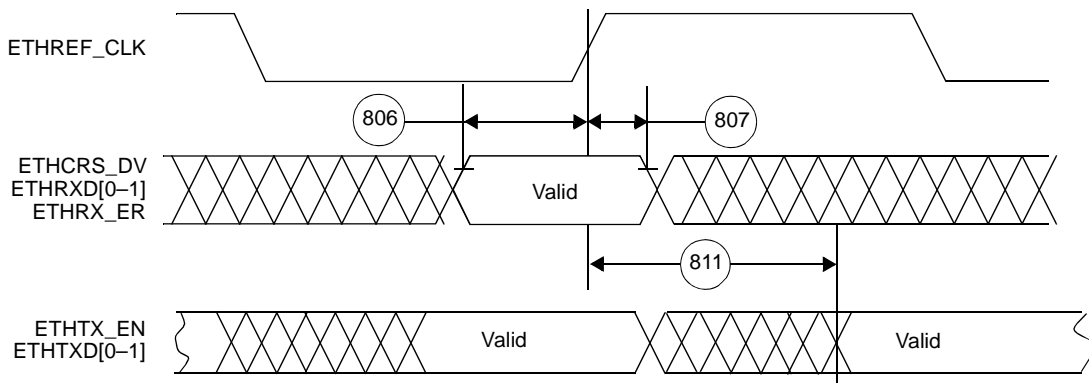 ETHREF_CLK
806
807
ETHCRS_DV
ETHRXD[0–1]
ETHRX_ER
Valid
811
ETHTX_EN
ETHTXD[0–1]
Valid
Valid